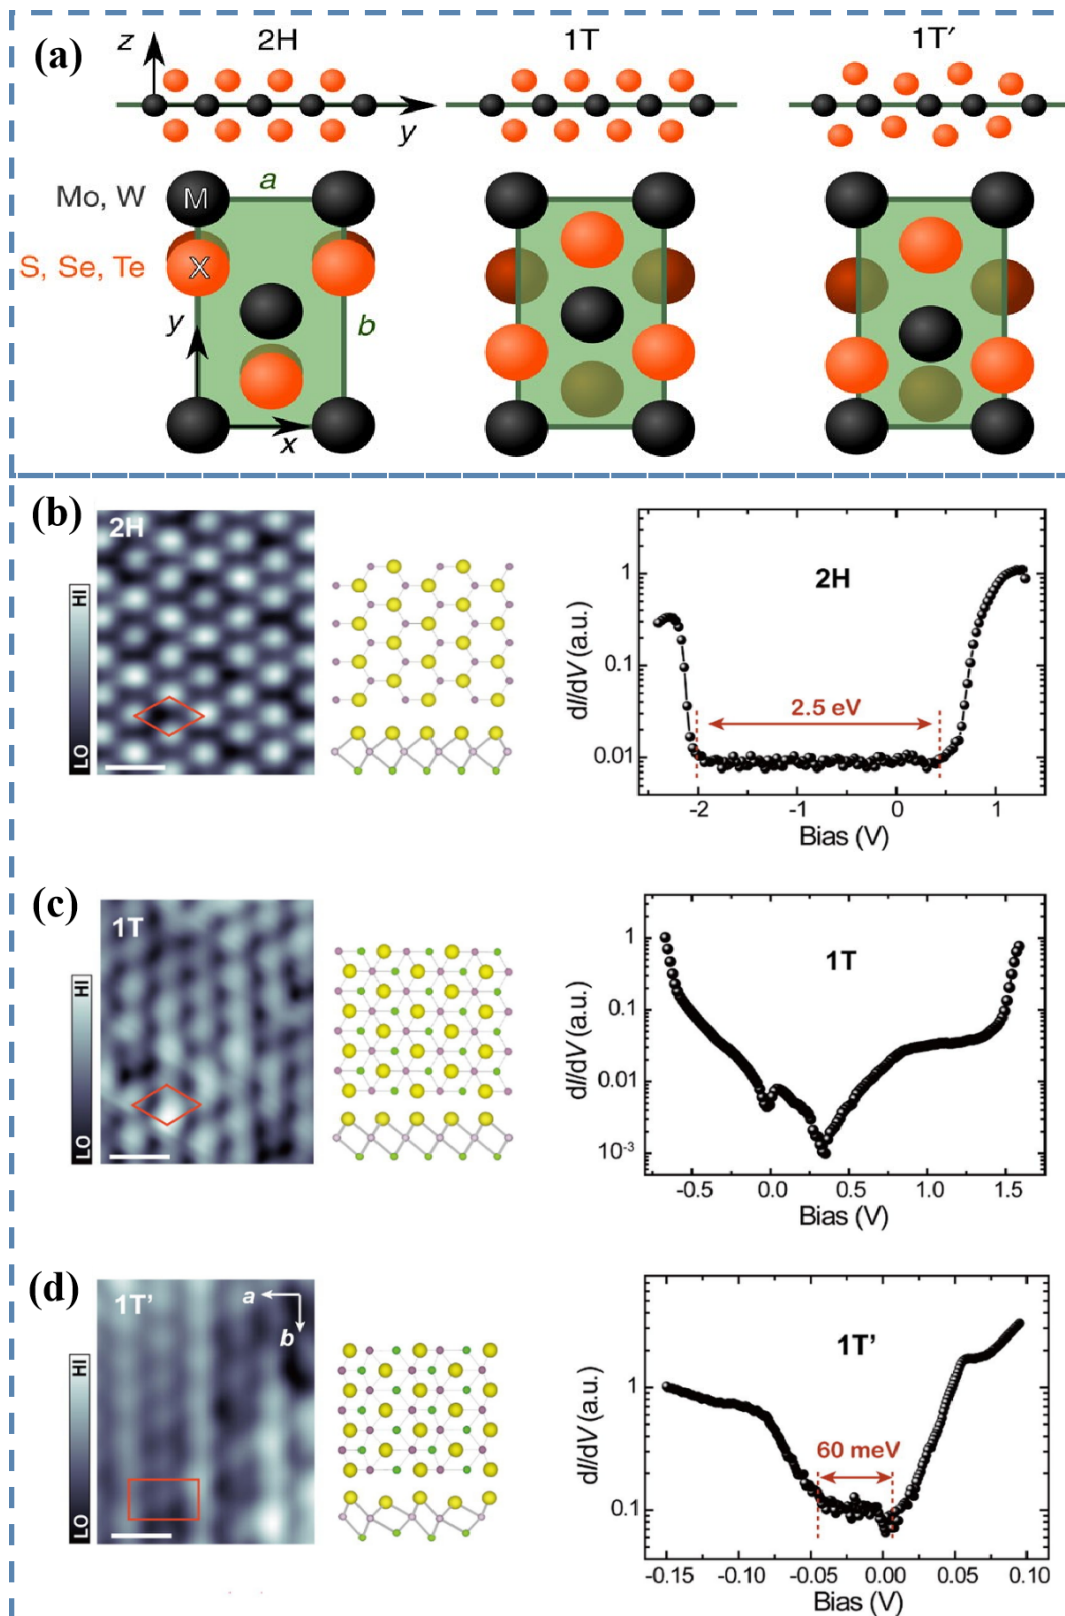 (a)
z
2H
1T
1T′
y
Mo, W
M
a
S, Se, Te
X
y
b
x
(b)
2H
HI
LO
dI/dV (a.u.)
1
0.1
0.01
2H
2.5 eV
-2
-1
0
1
Bias (V)
(c)
1T
HI
LO
dI/dV (a.u.)
1
0.1
0.01
10-3
1T
-0.5
0.0
0.5
1.0
1.5
Bias (V)
(d)
1T’
a
b
HI
LO
dI/dV (a.u.)
1
0.1
1T’
60 meV
-0.15
-0.10
-0.05
0.00
0.05
0.10
Bias (V)